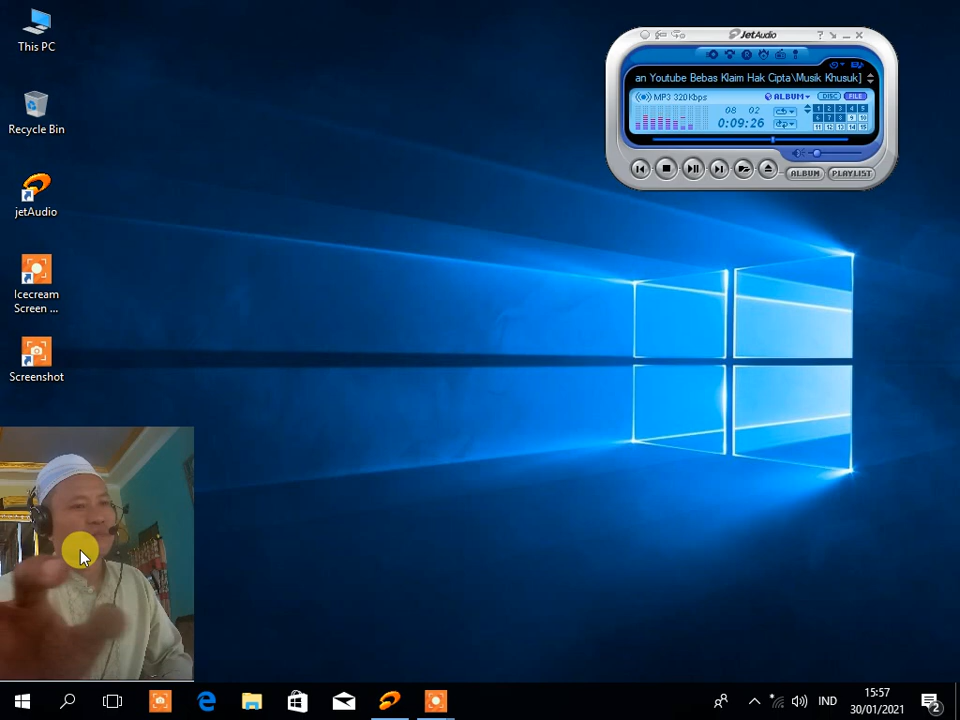 This PC
Recycle Bin
jetAudio
Icecream
Screen ...
Screenshot
JetAudio
an Youtube Bebas Klaim Hak Cipta\Musik Khusuk]
MP3 320Kbps
ALBUM
DISC
FILE
08 02
0:09:26
1 2 3 4 5
6 7 8 9 10
11 12 13 14 15
ALBUM
PLAYLIST
IND
15:57
30/01/2021
2